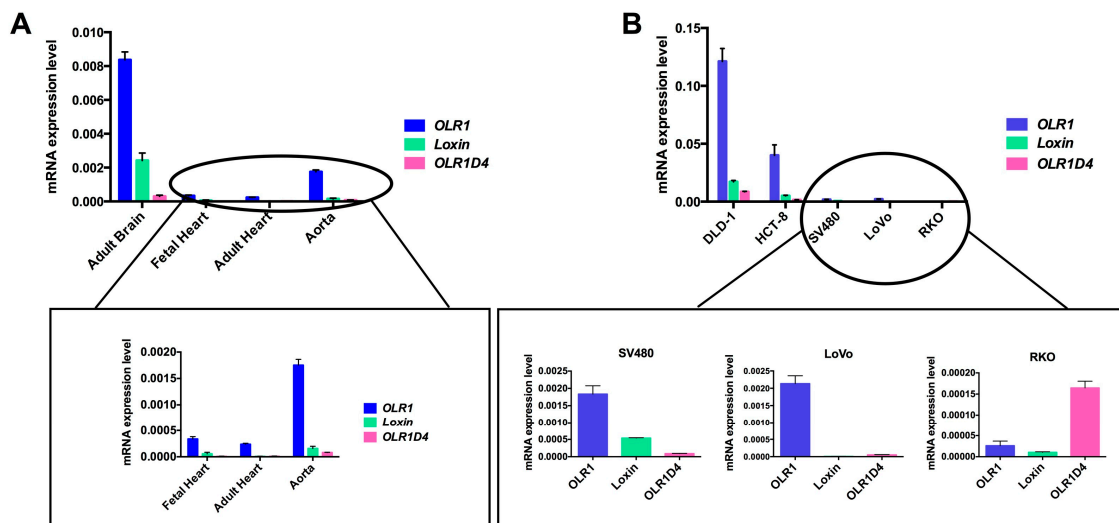 A
mRNA expression level
0.010
0.008
0.006
0.004
0.002
0.000
Adult Brain
Fetal Heart
Adult Heart
Aorta
OLR1
Loxin
OLR1D4
B
mRNA expression level
0.15
0.10
0.05
0.00
DLD-1
HCT-8
SV480
LoVo
RKO
OLR1
Loxin
OLR1D4
mRNA expression level
0.0020
0.0015
0.0010
0.0005
0.0000
Fetal Heart
Adult Heart
Aorta
OLR1
Loxin
OLR1D4
SV480
mRNA expression level
0.0025
0.0020
0.0015
0.0010
0.0005
0.0000
OLR1
Loxin
OLR1D4
LoVo
mRNA expression level
0.0025
0.0020
0.0015
0.0010
0.0005
0.0000
OLR1
Loxin
OLR1D4
RKO
mRNA expression level
0.00020
0.00015
0.00010
0.00005
0.00000
OLR1
Loxin
OLR1D4